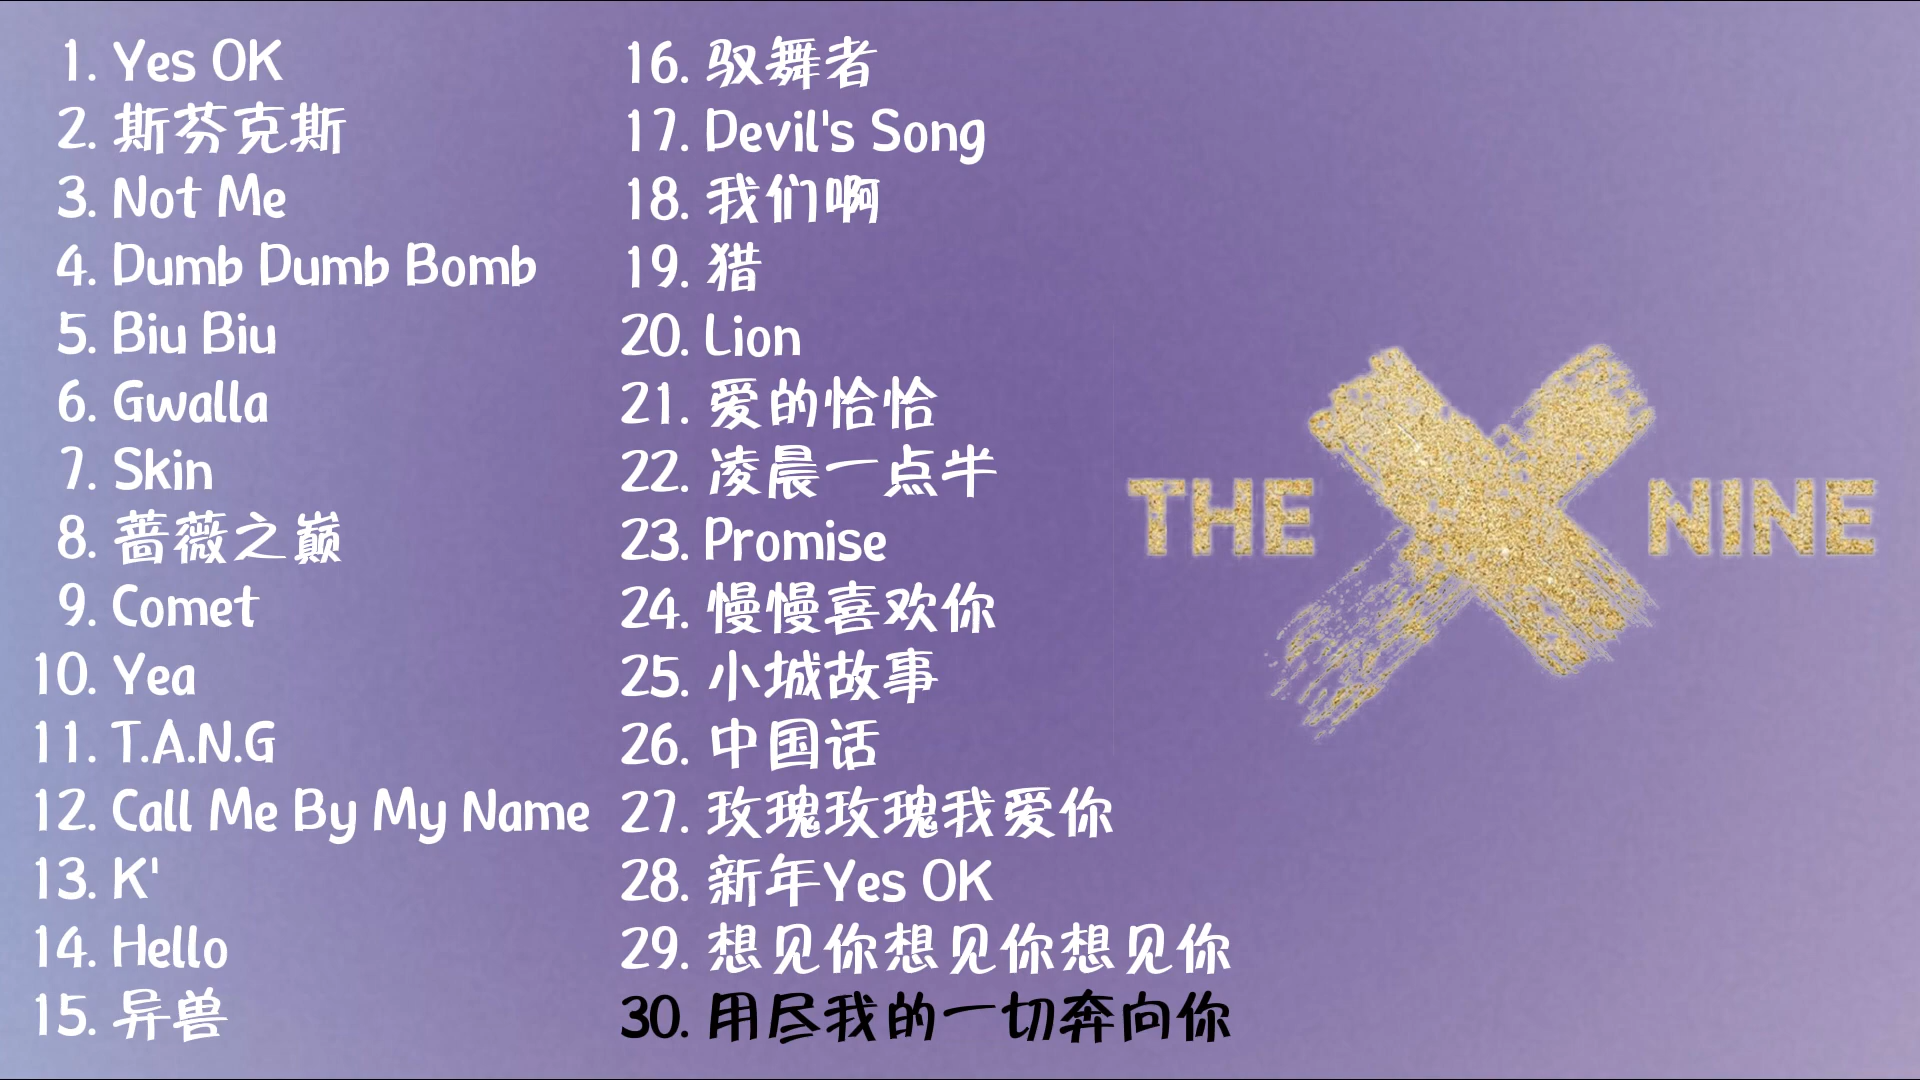 1. Yes OK
2. 斯芬克斯
3. Not Me
4. Dumb Dumb Bomb
5. Biu Biu
6. Gwalla
7. Skin
8. 蔷薇之巅
9. Comet
10. Yea
11. T.A.N.G
12. Call Me By My Name
13. K'
14. Hello
15. 异兽
16. 驭舞者
17. Devil's Song
18. 我们啊
19. 猎
20. Lion
21. 爱的恰恰
22. 凌晨一点半
23. Promise
24. 慢慢喜欢你
25. 小城故事
26. 中国话
27. 玫瑰玫瑰我爱你
28. 新年Yes OK
29. 想见你想见你想见你
30. 用尽我的一切奔向你
THE NINE